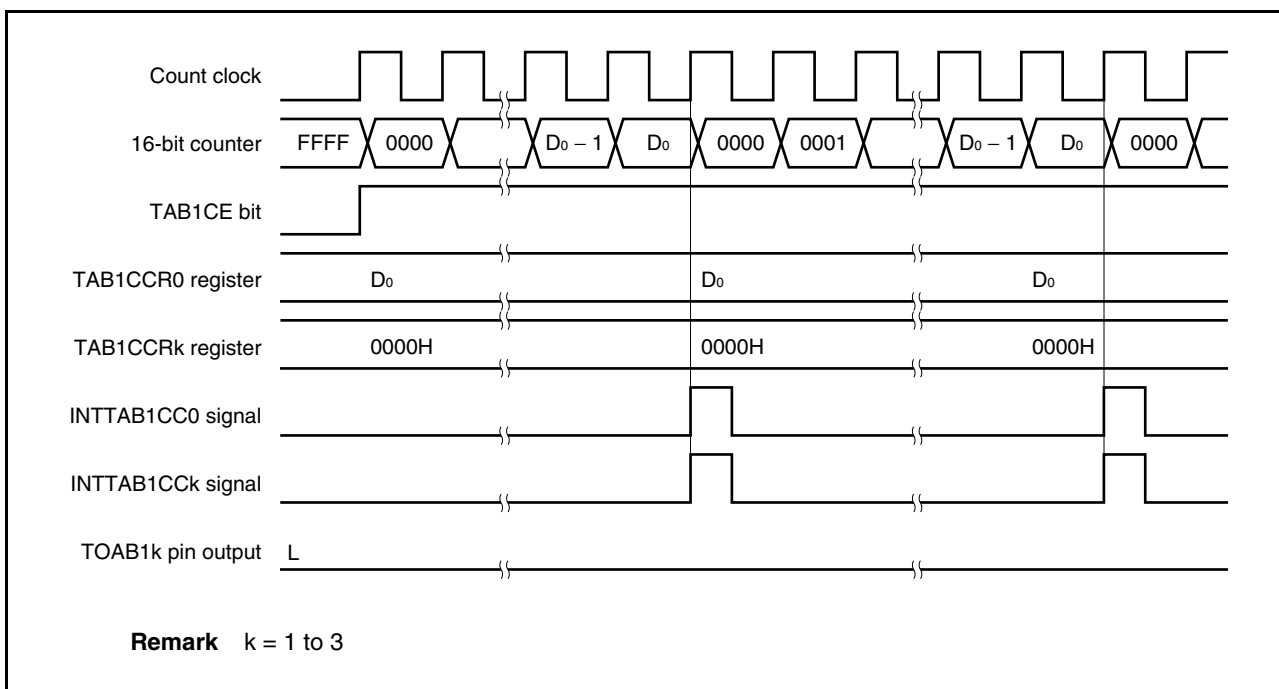 Count clock
16-bit counter FFFF 0000 D₀ − 1 D₀ 0000 0001 D₀ − 1 D₀ 0000
TAB1CE bit
TAB1CCR0 register D₀ D₀ D₀
TAB1CCRk register 0000H 0000H 0000H
INTTAB1CC0 signal
INTTAB1CCk signal
TOAB1k pin output L
Remark k = 1 to 3